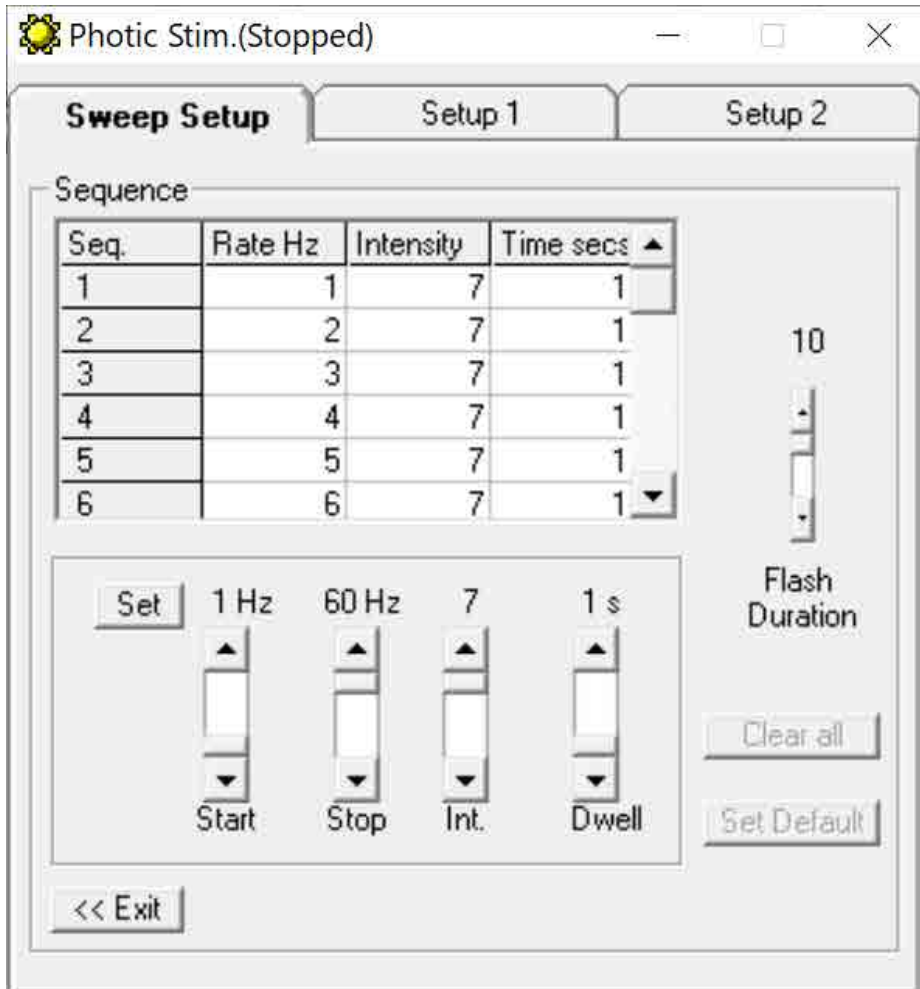 Photic Stim.(Stopped)
Sweep Setup Setup 1 Setup 2
Sequence
Seq. Rate Hz Intensity Time secs
1 1 7 1
2 2 7 1
3 3 7 1
4 4 7 1
5 5 7 1
6 6 7 1
10
Flash
Duration
Set 1 Hz 60 Hz 7 1 s
Start Stop Int. Dwell
Clear all
Set Default
<< Exit